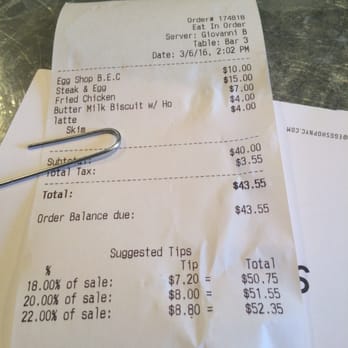 Order# 174818
Eat In Order
Server: Giovanni B
Table: Bar 3
Date: 3/6/16, 2:02 PM
Egg Shop B.E.C $10.00
Steak & Egg $15.00
Fried Chicken $7.00
Butter Milk Biscuit w/ Ho $4.00
latte $4.00
Skim
Subtotal: $40.00
Total Tax: $3.55
Total: $43.55
Order Balance due: $43.55
Suggested Tips
% Tip Total
18.00% of sale: $7.20 = $50.75
20.00% of sale: $8.00 = $51.55
22.00% of sale: $8.80 = $52.35
EGGSHOPNYC.COM
S